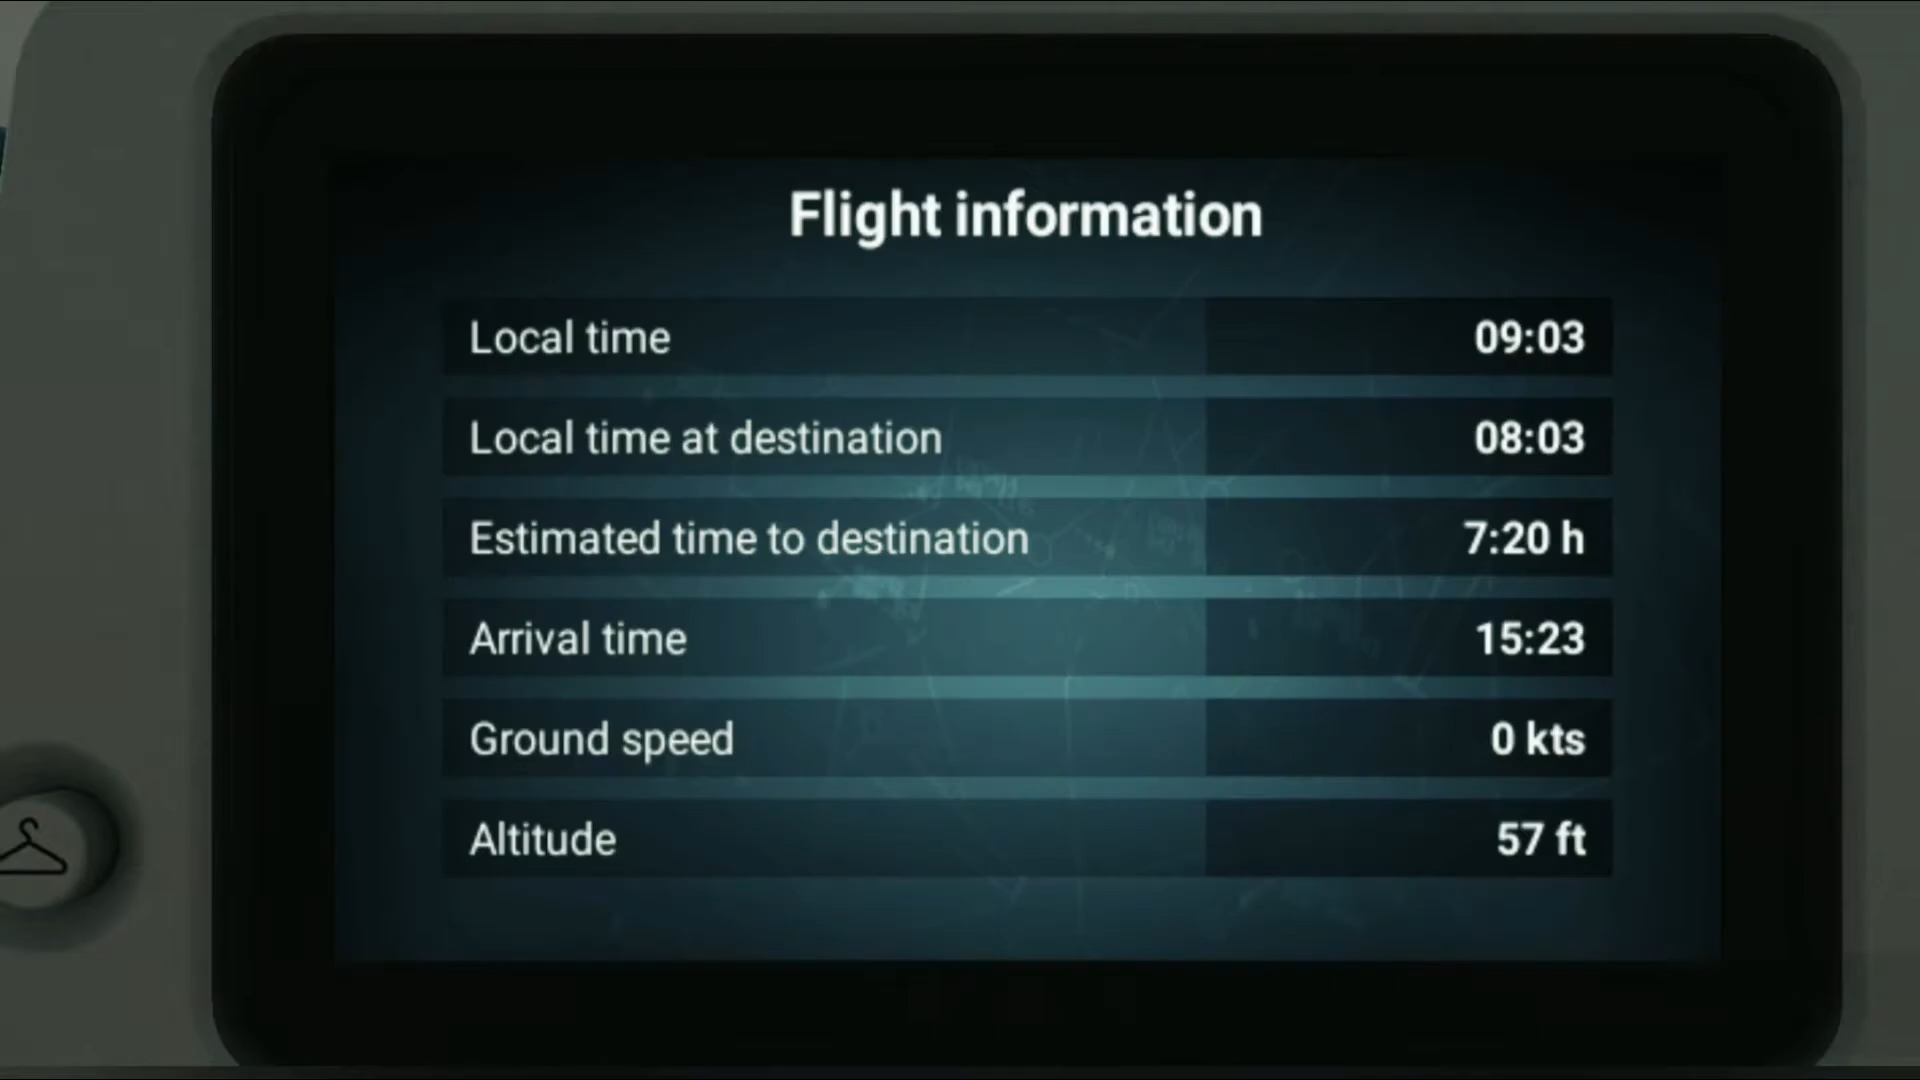 Flight information
Local time 09:03
Local time at destination 08:03
Estimated time to destination 7:20 h
Arrival time 15:23
Ground speed 0 kts
Altitude 57 ft